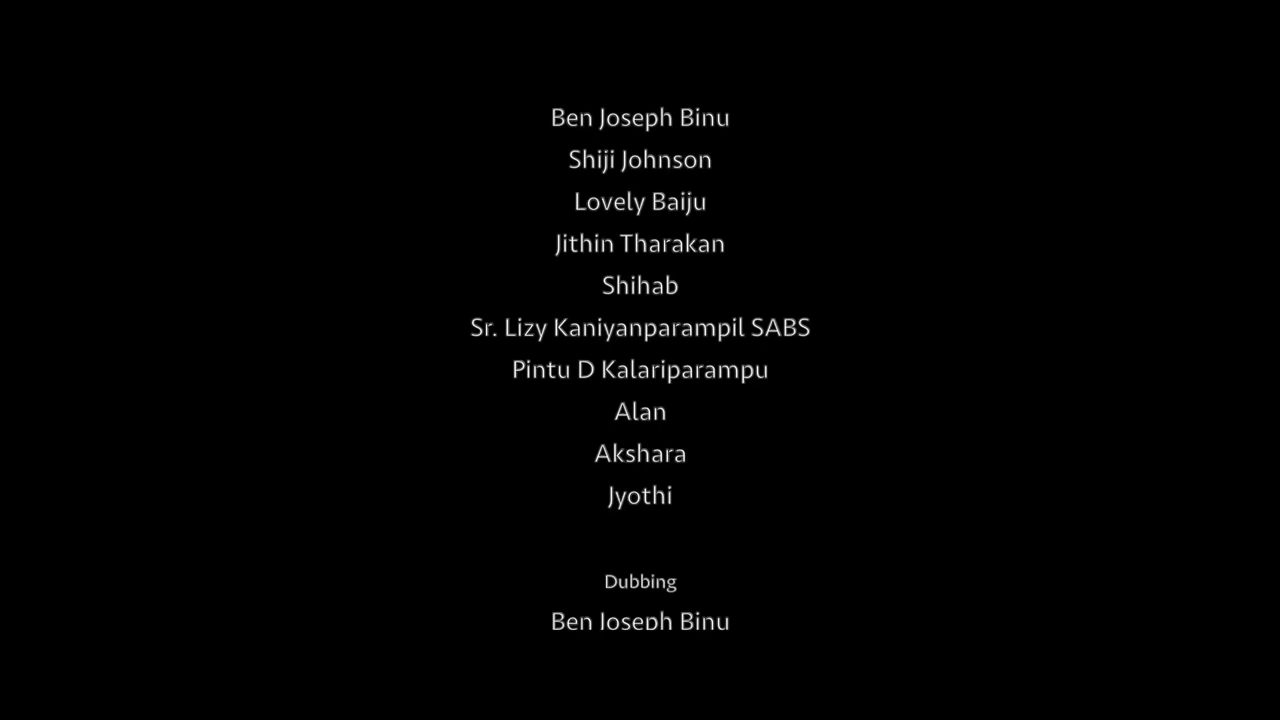 Ben Joseph Binu
Shiji Johnson
Lovely Baiju
Jithin Tharakan
Shihab
Sr. Lizy Kaniyanparampil SABS
Pintu D Kalariparampu
Alan
Akshara
Jyothi
Dubbing
Ben Joseph Binu